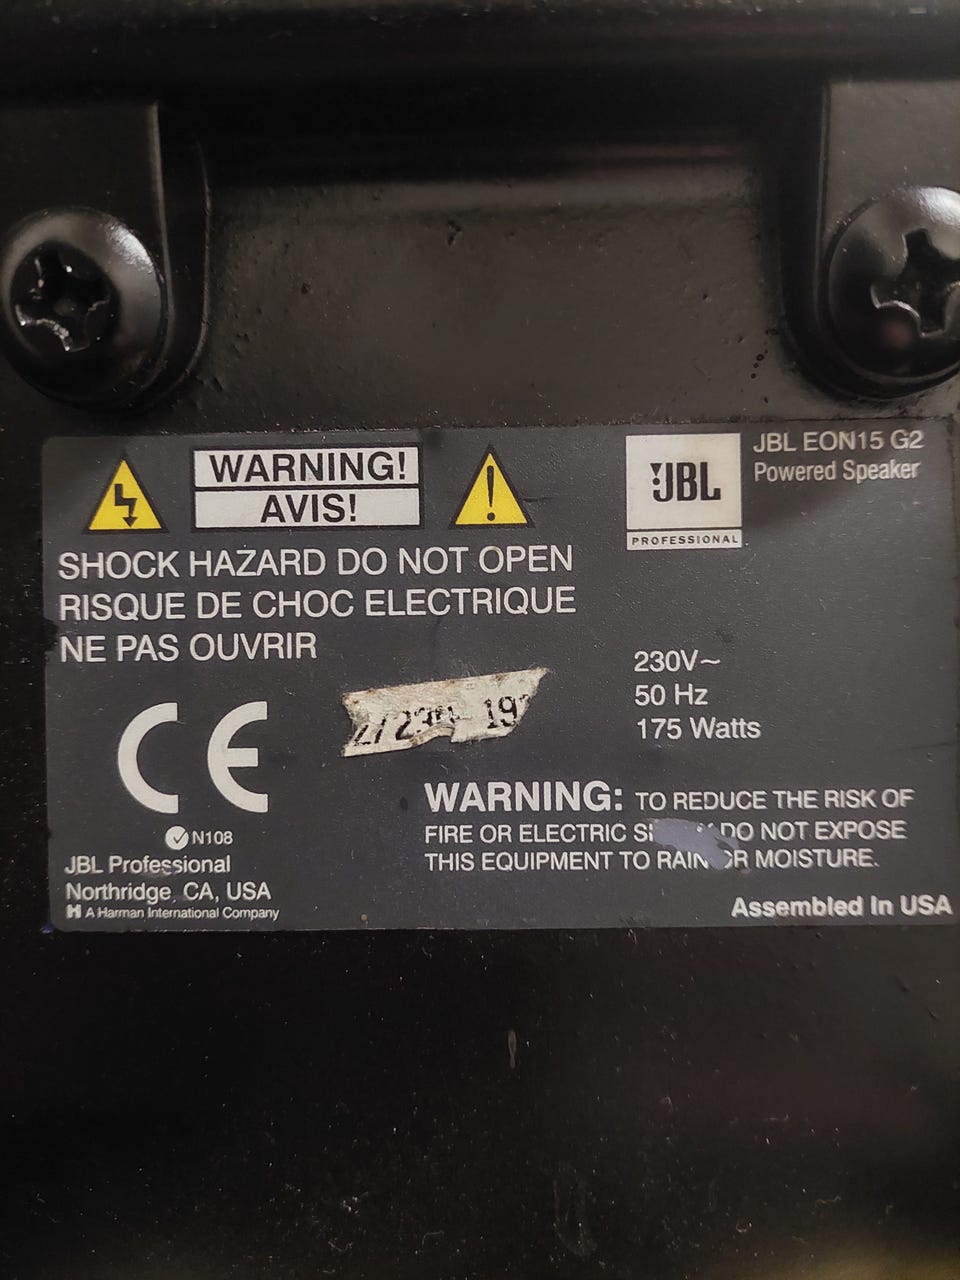 WARNING!
AVIS!
SHOCK HAZARD DO NOT OPEN
RISQUE DE CHOC ELECTRIQUE
NE PAS OUVRIR
JBL
PROFESSIONAL
JBL EON15 G2
Powered Speaker
230V~
50 Hz
175 Watts
CE
N108
JBL Professional
Northridge, CA, USA
H A Harman International Company
WARNING: TO REDUCE THE RISK OF
FIRE OR ELECTRIC DO NOT EXPOSE
THIS EQUIPMENT TO RAIN OR MOISTURE.
Assembled In USA